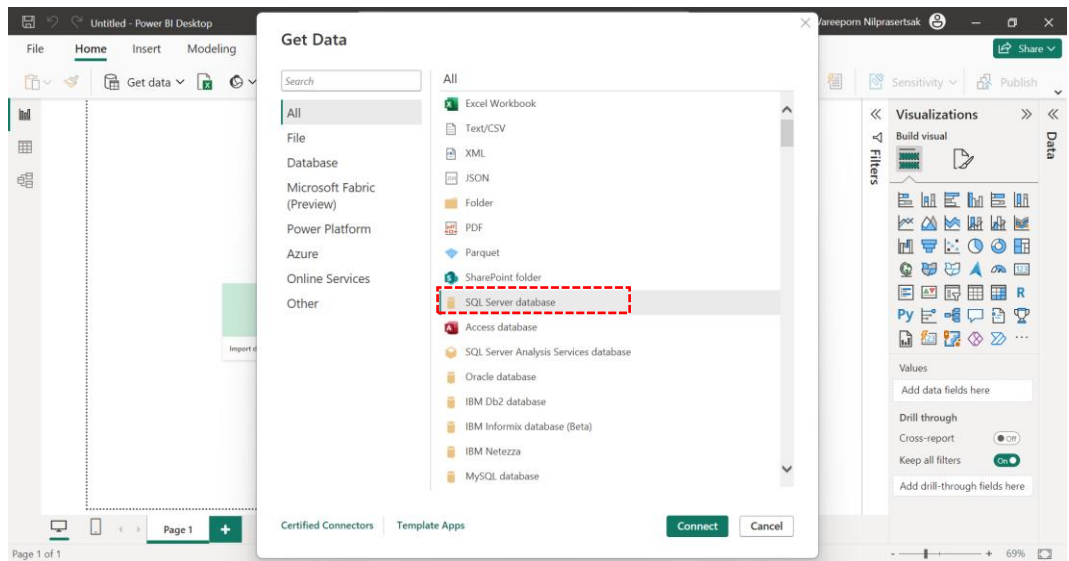 Untitled - Power BI Desktop
Vareeporn Nilprasertsak
File
Home
Insert
Modeling
Share
Get data
Sensitivity
Publish
Get Data
Search
All
File
Database
Microsoft Fabric
(Preview)
Power Platform
Azure
Online Services
Other
All
Excel Workbook
Text/CSV
XML
JSON
Folder
PDF
Parquet
SharePoint folder
SQL Server database
Access database
SQL Server Analysis Services database
Oracle database
IBM Db2 database
IBM Informix database (Beta)
IBM Netezza
MySQL database
Certified Connectors
Template Apps
Connect
Cancel
Import d
Filters
Visualizations
Build visual
R
Py
Values
Add data fields here
Drill through
Cross-report
Off
Keep all filters
On
Add drill-through fields here
Data
Page 1
Page 1 of 1
69%